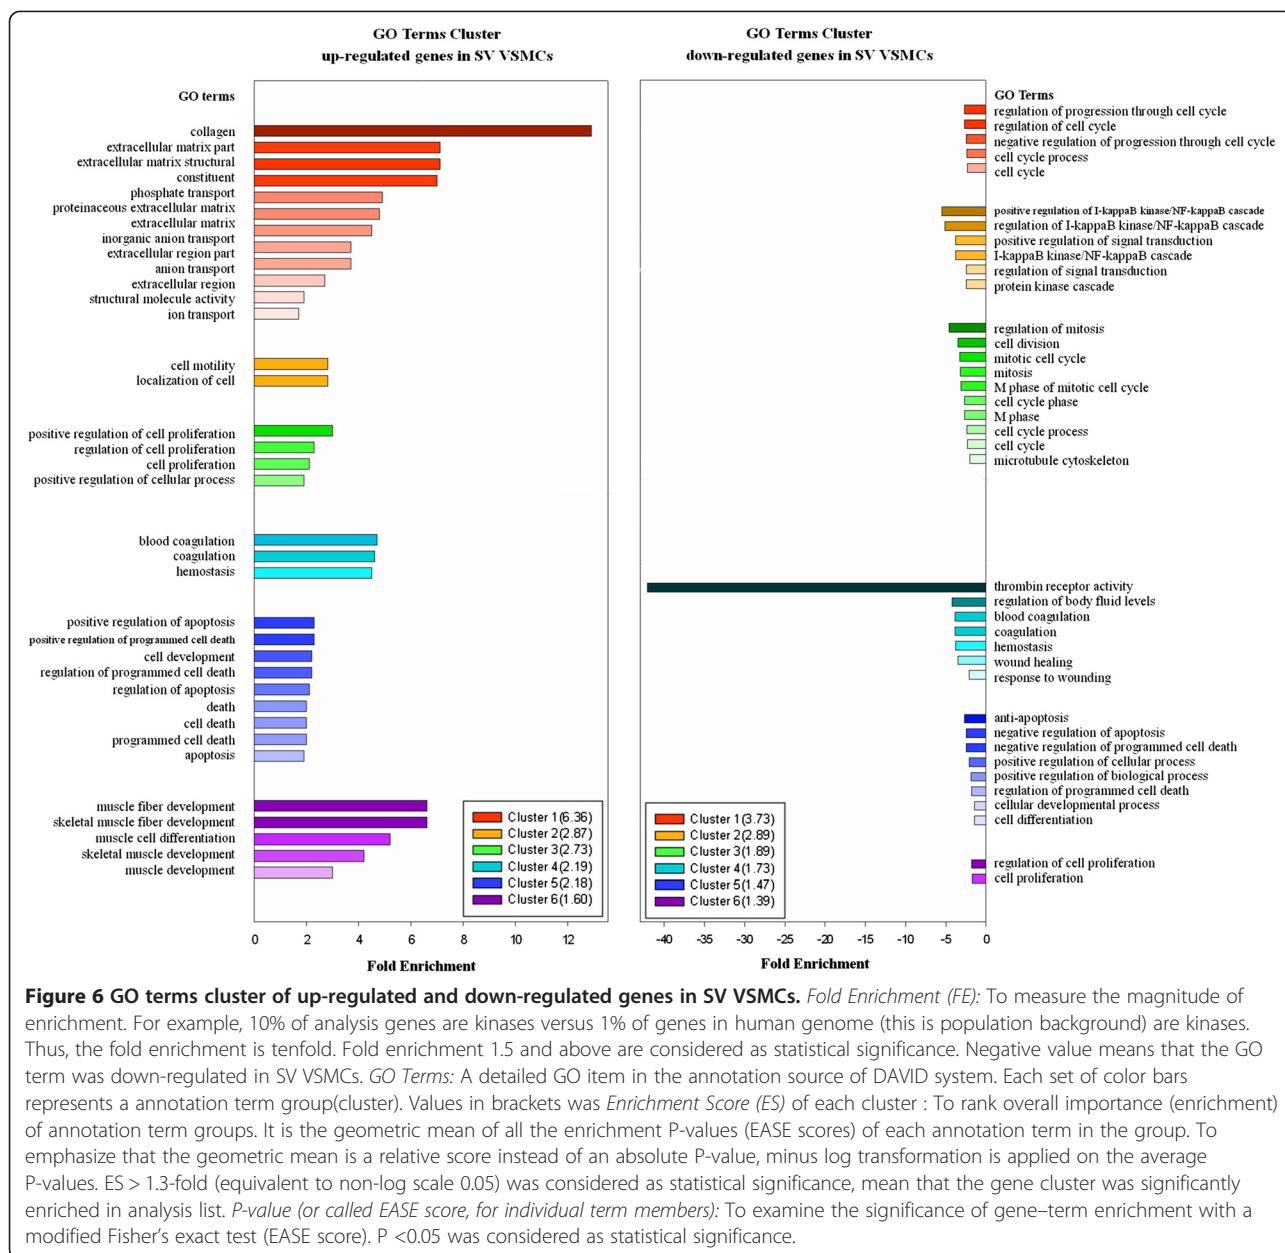 GO Terms Cluster
up-regulated genes in SV VSMCs
GO terms
collagen
extracellular matrix part
extracellular matrix structural
constituent
phosphate transport
proteinaceous extracellular matrix
extracellular matrix
inorganic anion transport
extracellular region part
anion transport
extracellular region
structural molecule activity
ion transport
cell motility
localization of cell
positive regulation of cell proliferation
regulation of cell proliferation
cell proliferation
positive regulation of cellular process
blood coagulation
coagulation
hemostasis
positive regulation of apoptosis
positive regulation of programmed cell death
cell development
regulation of programmed cell death
regulation of apoptosis
death
cell death
programmed cell death
apoptosis
muscle fiber development
skeletal muscle fiber development
muscle cell differentiation
skeletal muscle development
muscle development
Cluster 1(6.36)
Cluster 2(2.87)
Cluster 3(2.73)
Cluster 4(2.19)
Cluster 5(2.18)
Cluster 6(1.60)
0 2 4 6 8 10 12
Fold Enrichment
GO Terms Cluster
down-regulated genes in SV VSMCs
GO Terms
regulation of progression through cell cycle
regulation of cell cycle
negative regulation of progression through cell cycle
cell cycle process
cell cycle
positive regulation of I-kappaB kinase/NF-kappaB cascade
regulation of I-kappaB kinase/NF-kappaB cascade
positive regulation of signal transduction
I-kappaB kinase/NF-kappaB cascade
regulation of signal transduction
protein kinase cascade
regulation of mitosis
cell division
mitotic cell cycle
mitosis
M phase of mitotic cell cycle
cell cycle phase
M phase
cell cycle process
cell cycle
microtubule cytoskeleton
thrombin receptor activity
regulation of body fluid levels
blood coagulation
coagulation
hemostasis
wound healing
response to wounding
anti-apoptosis
negative regulation of apoptosis
negative regulation of programmed cell death
positive regulation of cellular process
positive regulation of biological process
regulation of programmed cell death
cellular developmental process
cell differentiation
regulation of cell proliferation
cell proliferation
Cluster 1(3.73)
Cluster 2(2.89)
Cluster 3(1.89)
Cluster 4(1.73)
Cluster 5(1.47)
Cluster 6(1.39)
-40 -35 -30 -25 -20 -15 -10 -5 0
Fold Enrichment
Figure 6 GO terms cluster of up-regulated and down-regulated genes in SV VSMCs. Fold Enrichment (FE): To measure the magnitude of
enrichment. For example, 10% of analysis genes are kinases versus 1% of genes in human genome (this is population background) are kinases.
Thus, the fold enrichment is tenfold. Fold enrichment 1.5 and above are considered as statistical significance. Negative value means that the GO
term was down-regulated in SV VSMCs. GO Terms: A detailed GO item in the annotation source of DAVID system. Each set of color bars
represents a annotation term group(cluster). Values in brackets was Enrichment Score (ES) of each cluster : To rank overall importance (enrichment)
of annotation term groups. It is the geometric mean of all the enrichment P-values (EASE scores) of each annotation term in the group. To
emphasize that the geometric mean is a relative score instead of an absolute P-value, minus log transformation is applied on the average
P-values. ES > 1.3-fold (equivalent to non-log scale 0.05) was considered as statistical significance, mean that the gene cluster was significantly
enriched in analysis list. P-value (or called EASE score, for individual term members): To examine the significance of gene–term enrichment with a
modified Fisher's exact test (EASE score). P <0.05 was considered as statistical significance.